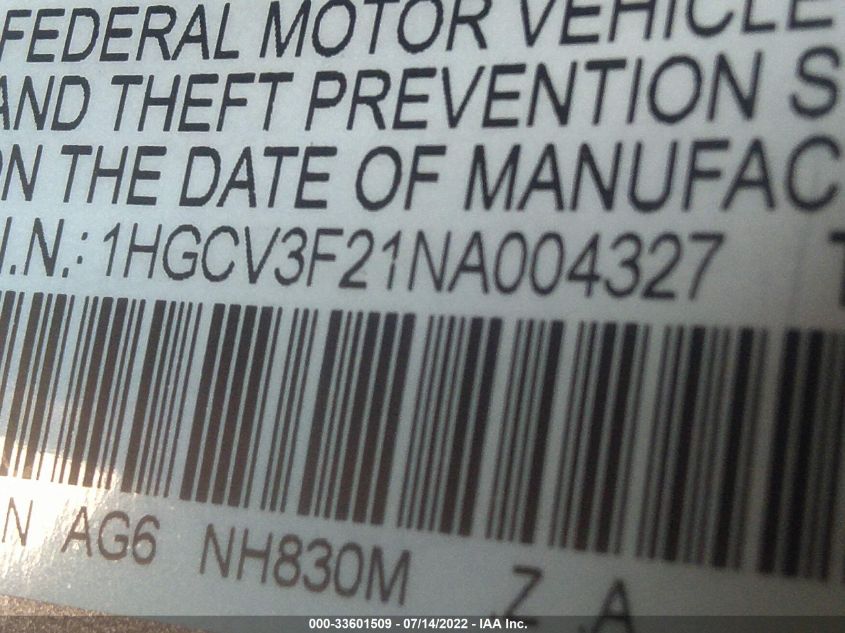 FEDERAL MOTOR VEHICLE
AND THEFT PREVENTION S
ON THE DATE OF MANUFAC
I.N.: 1HGCV3F21NA004327 T
N AG6 NH830M Z A
000-33601509 - 07/14/2022 - IAA Inc.